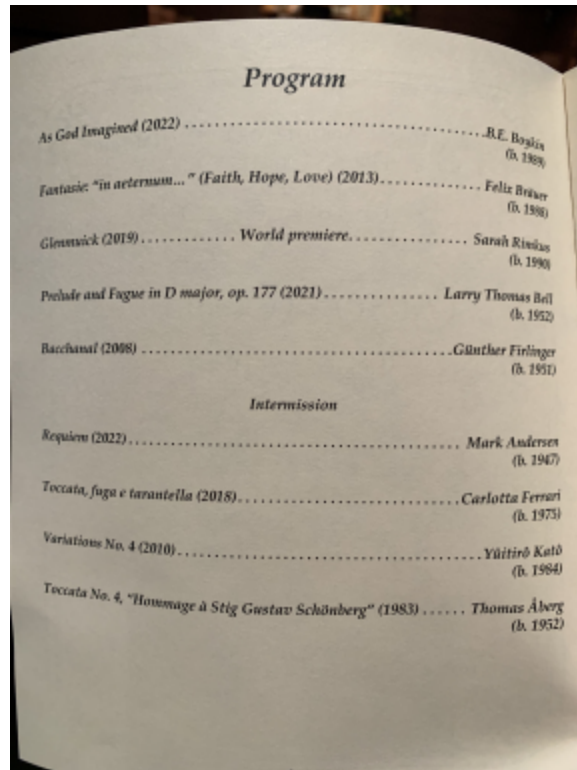 Program
As God Imagined (2022) ........................................ B.E. Boykin
(b. 1989)
Fantasie: "in aeternum..." (Faith, Hope, Love) (2013)............. Felix Bräuer
(b. 1988)
Glenmuick (2019)............ World premiere............... Sarah Rimkus
(b. 1990)
Prelude and Fugue in D major, op. 177 (2021)............... Larry Thomas Bell
(b. 1952)
Bacchanal (2008) .........................................Günther Firlinger
(b. 1951)
Intermission
Requiem (2022)............................................ Mark Andersen
(b. 1947)
Toccata, fuga e tarantella (2018)..............................Carlotta Ferrari
(b. 1975)
Variations No. 4 (2010).......................................Yûitirô Katô
(b. 1984)
Toccata No. 4, "Hommage à Stig Gustav Schönberg" (1983) ...... Thomas Åberg
(b. 1952)